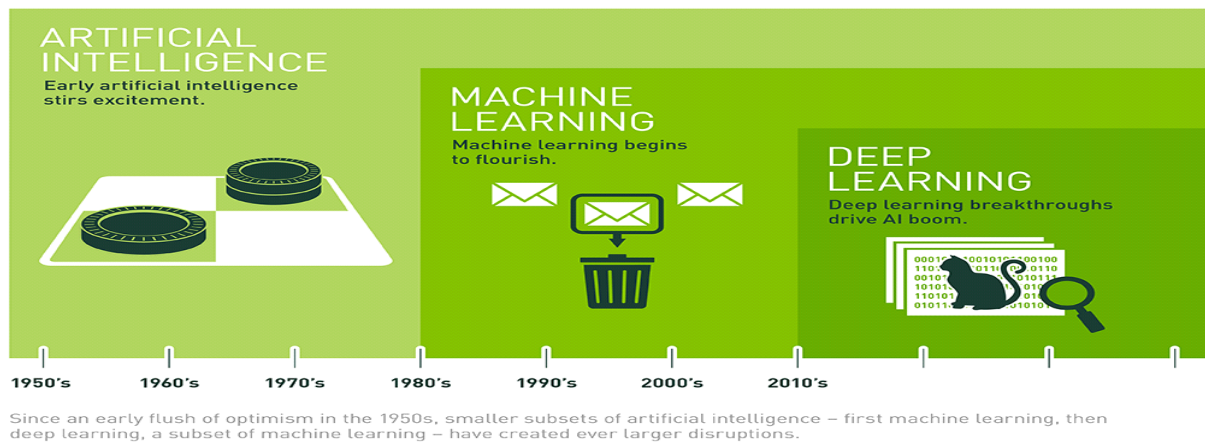 ARTIFICIAL
INTELLIGENCE
Early artificial intelligence
stirs excitement.
MACHINE
LEARNING
Machine learning begins
to flourish.
DEEP
LEARNING
Deep learning breakthroughs
drive AI boom.
1950's 1960's 1970's 1980's 1990's 2000's 2010's
Since an early flush of optimism in the 1950s, smaller subsets of artificial intelligence – first machine learning, then
deep learning, a subset of machine learning – have created ever larger disruptions.